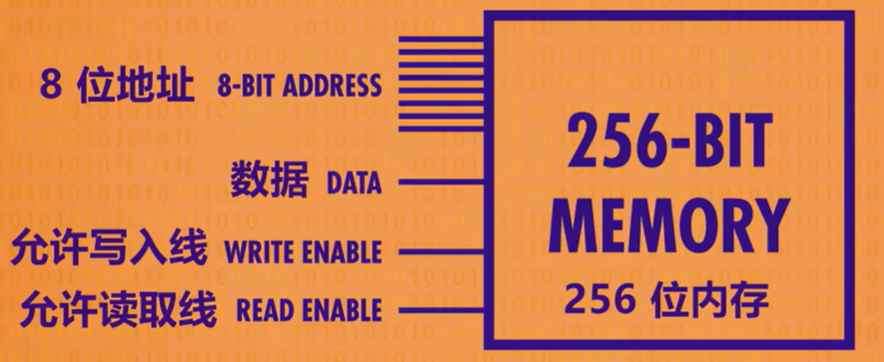 8 位地址 8-BIT ADDRESS
数据 DATA
允许写入线 WRITE ENABLE
允许读取线 READ ENABLE
256-BIT
MEMORY
256 位内存